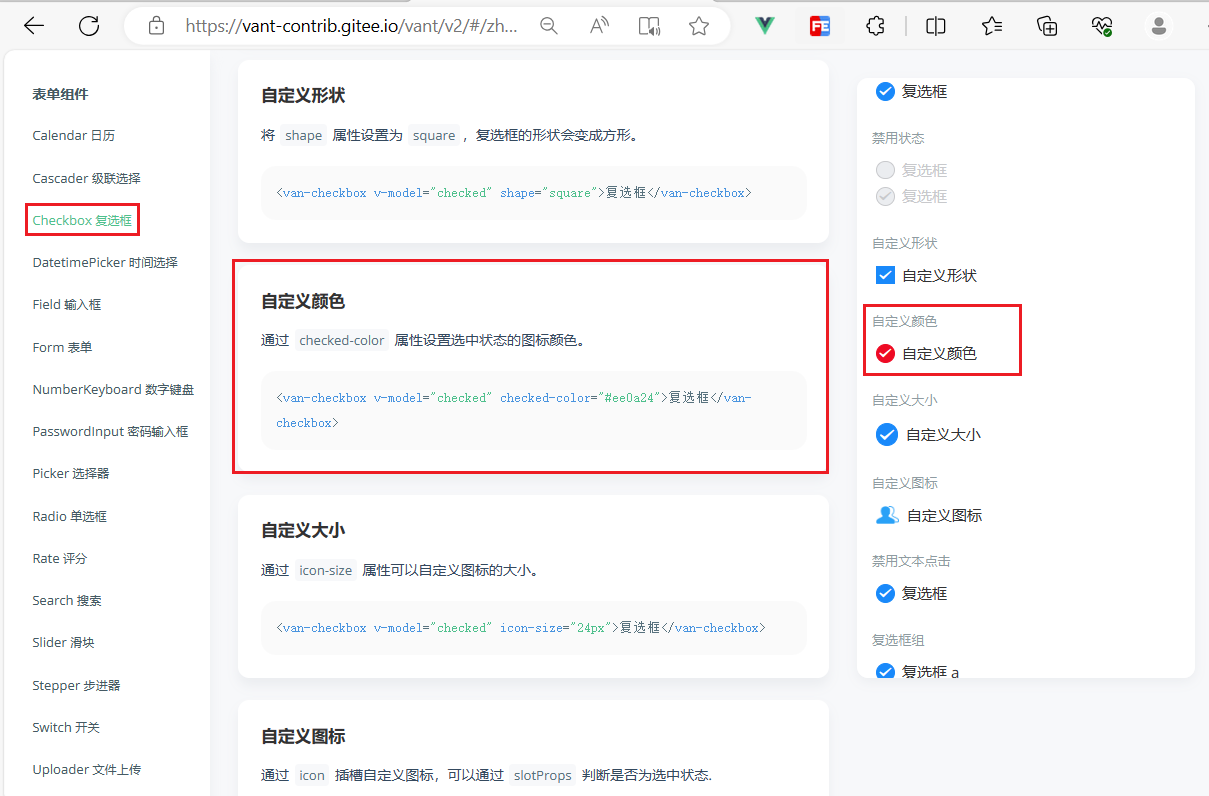 https://vant-contrib.gitee.io/vant/v2/#/zh...
表单组件
Calendar 日历
Cascader 级联选择
Checkbox 复选框
DatetimePicker 时间选择
Field 输入框
Form 表单
NumberKeyboard 数字键盘
PasswordInput 密码输入框
Picker 选择器
Radio 单选框
Rate 评分
Search 搜索
Slider 滑块
Stepper 步进器
Switch 开关
Uploader 文件上传
自定义形状
将 shape 属性设置为 square ，复选框的形状会变成方形。
<van-checkbox v-model="checked" shape="square">复选框</van-checkbox>
自定义颜色
通过 checked-color 属性设置选中状态的图标颜色。
<van-checkbox v-model="checked" checked-color="#ee0a24">复选框</van-
checkbox>
自定义大小
通过 icon-size 属性可以自定义图标的大小。
<van-checkbox v-model="checked" icon-size="24px">复选框</van-checkbox>
自定义图标
通过 icon 插槽自定义图标，可以通过 slotProps 判断是否为选中状态.
复选框
禁用状态
复选框
复选框
自定义形状
自定义形状
自定义颜色
自定义颜色
自定义大小
自定义大小
自定义图标
自定义图标
禁用文本点击
复选框
复选框组
复选框 a